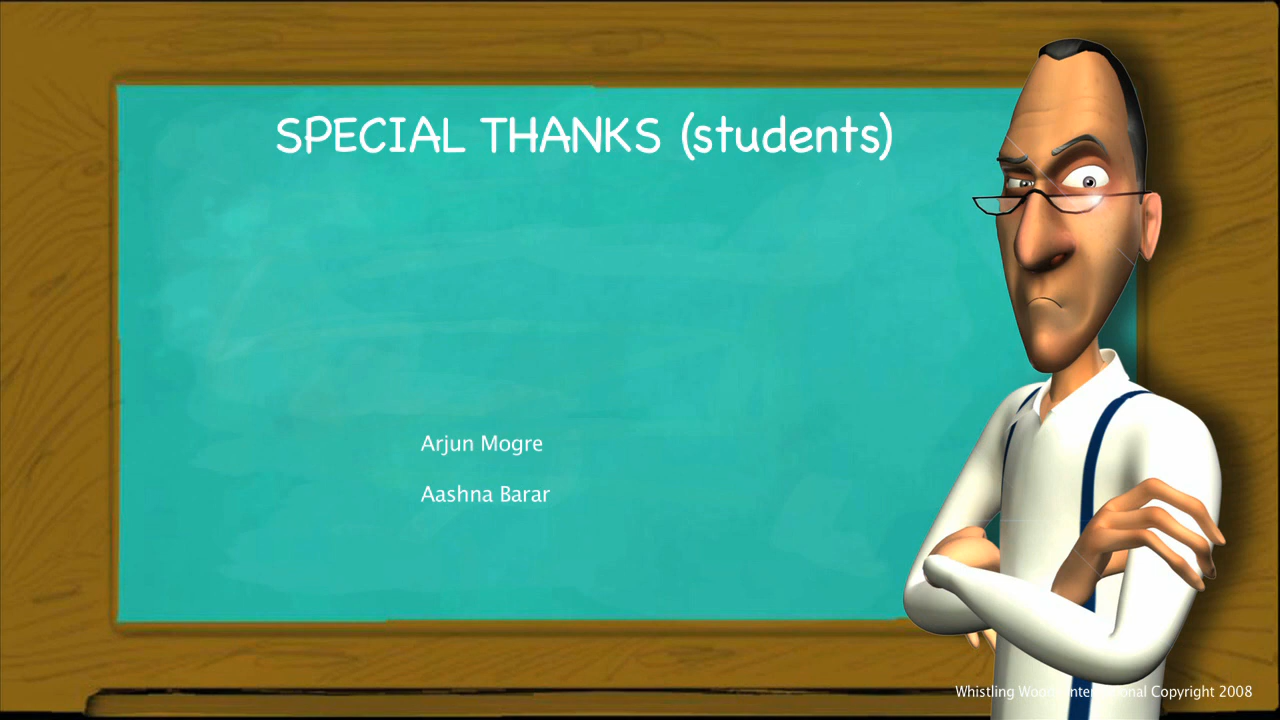 SPECIAL THANKS (students)
Arjun Mogre
Aashna Barar
Whistling Woods International Copyright 2008